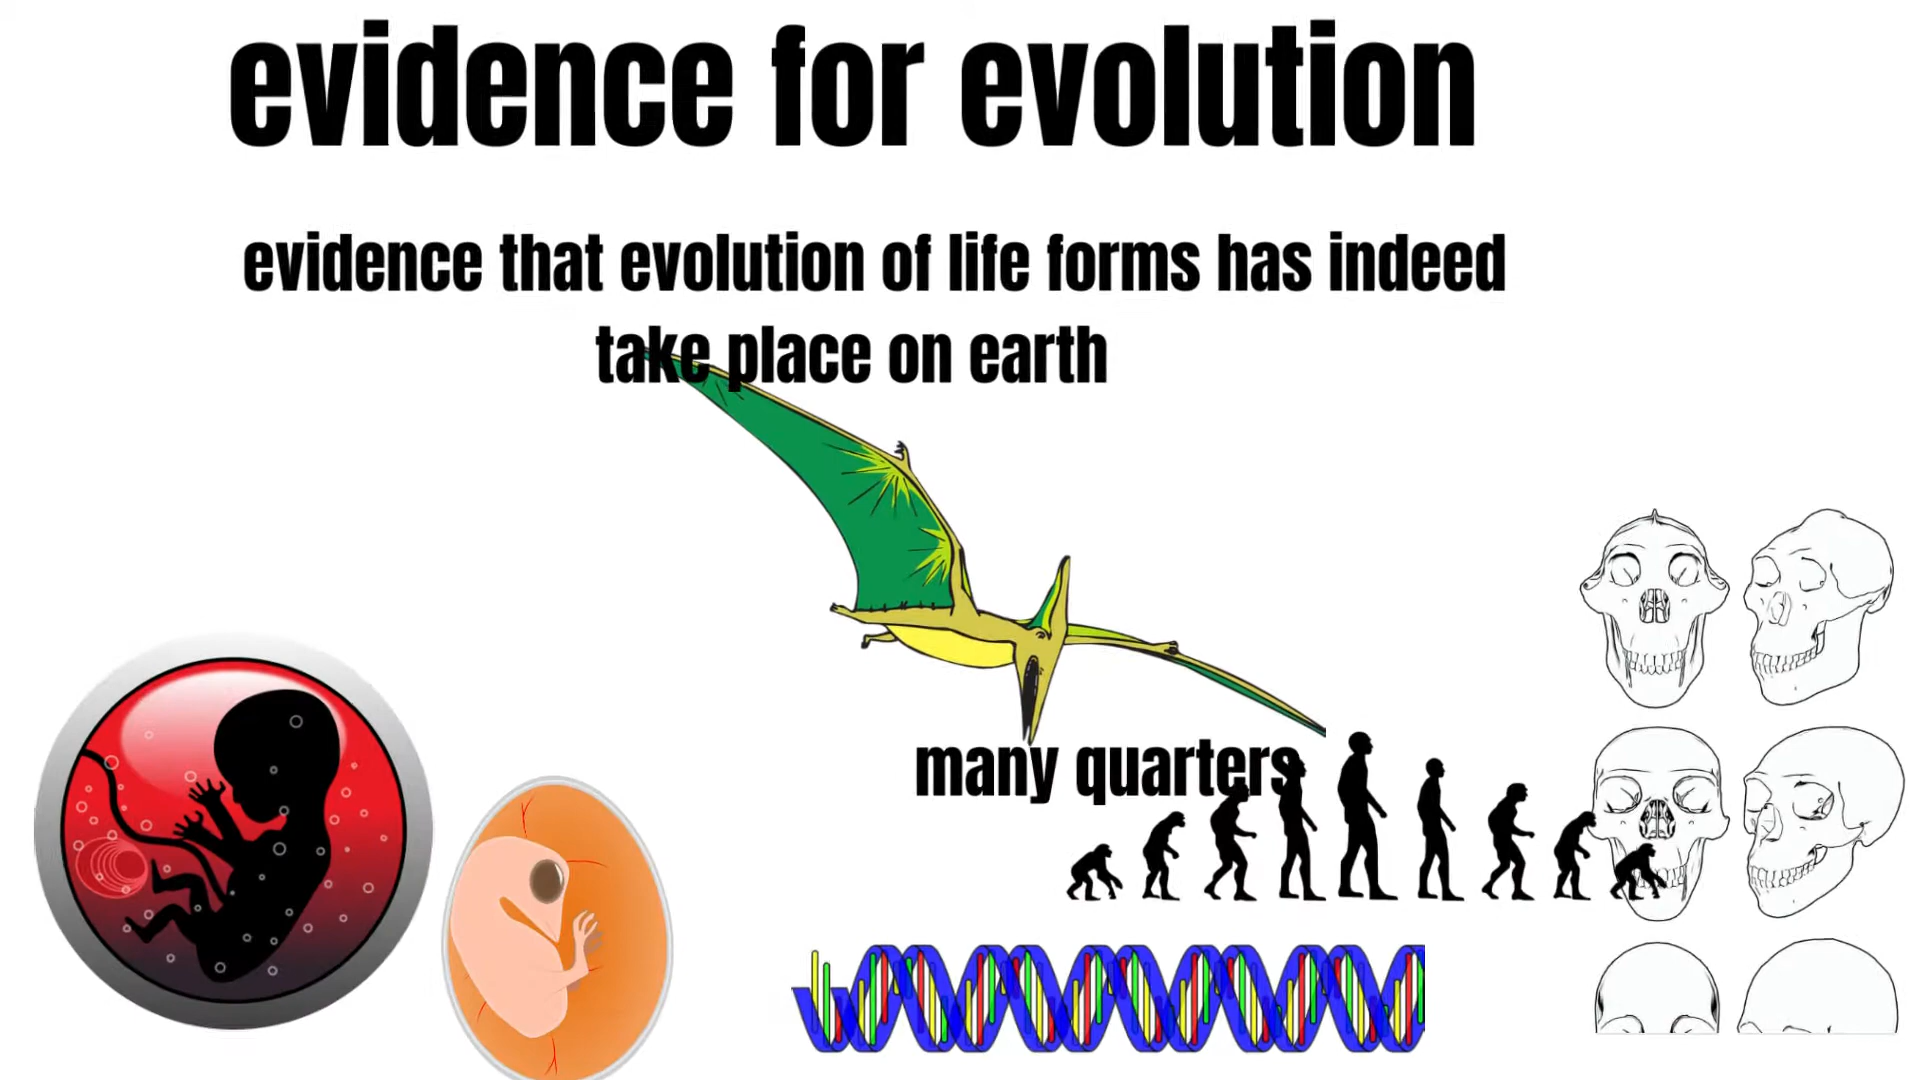 evidence for evolution
evidence that evolution of life forms has indeed
take place on earth
many quarters